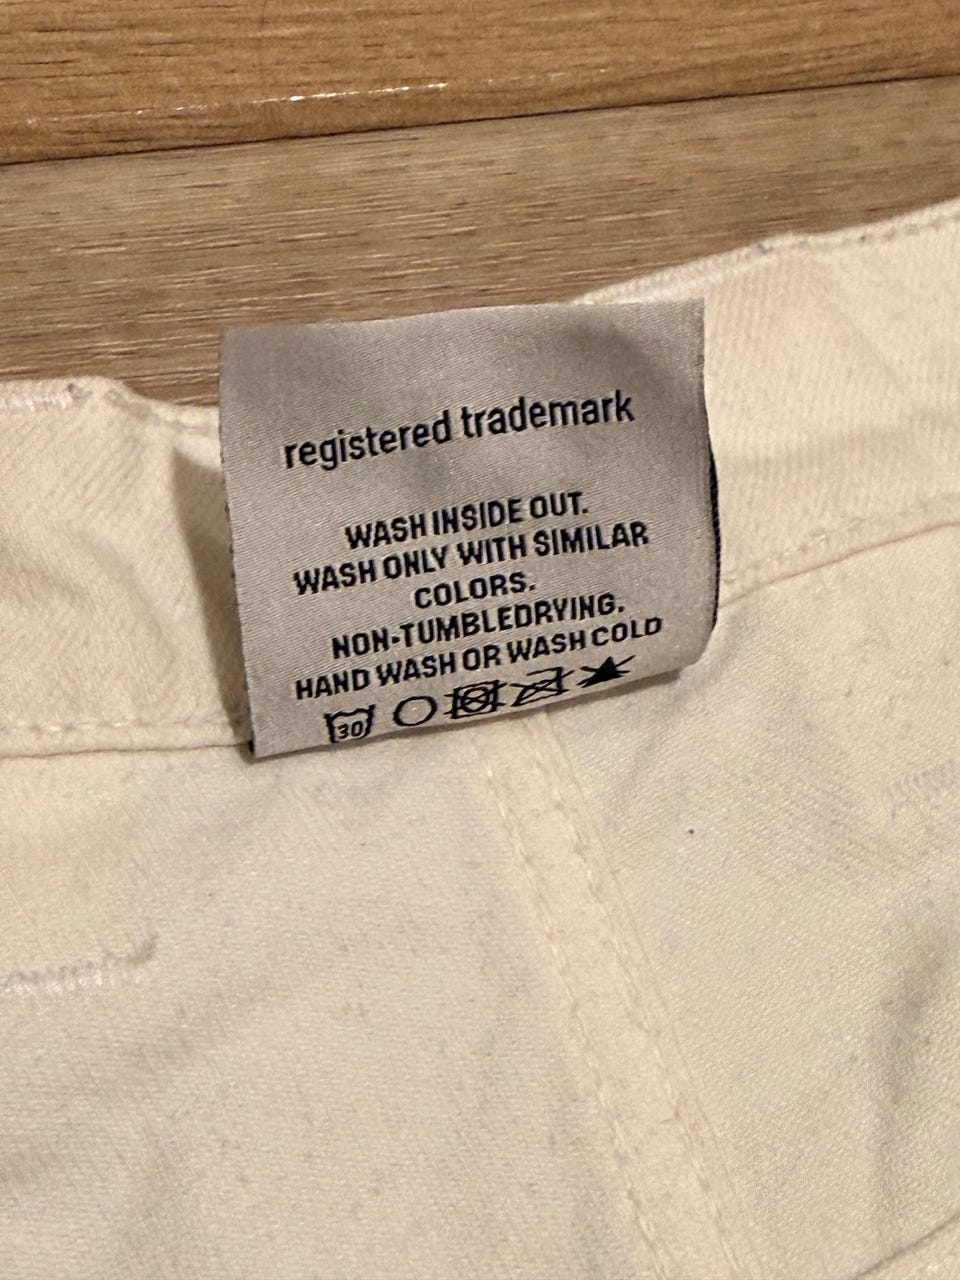 registered trademark
WASH INSIDE OUT.
WASH ONLY WITH SIMILAR
COLORS.
NON-TUMBLEDRYING.
HAND WASH OR WASH COLD
30